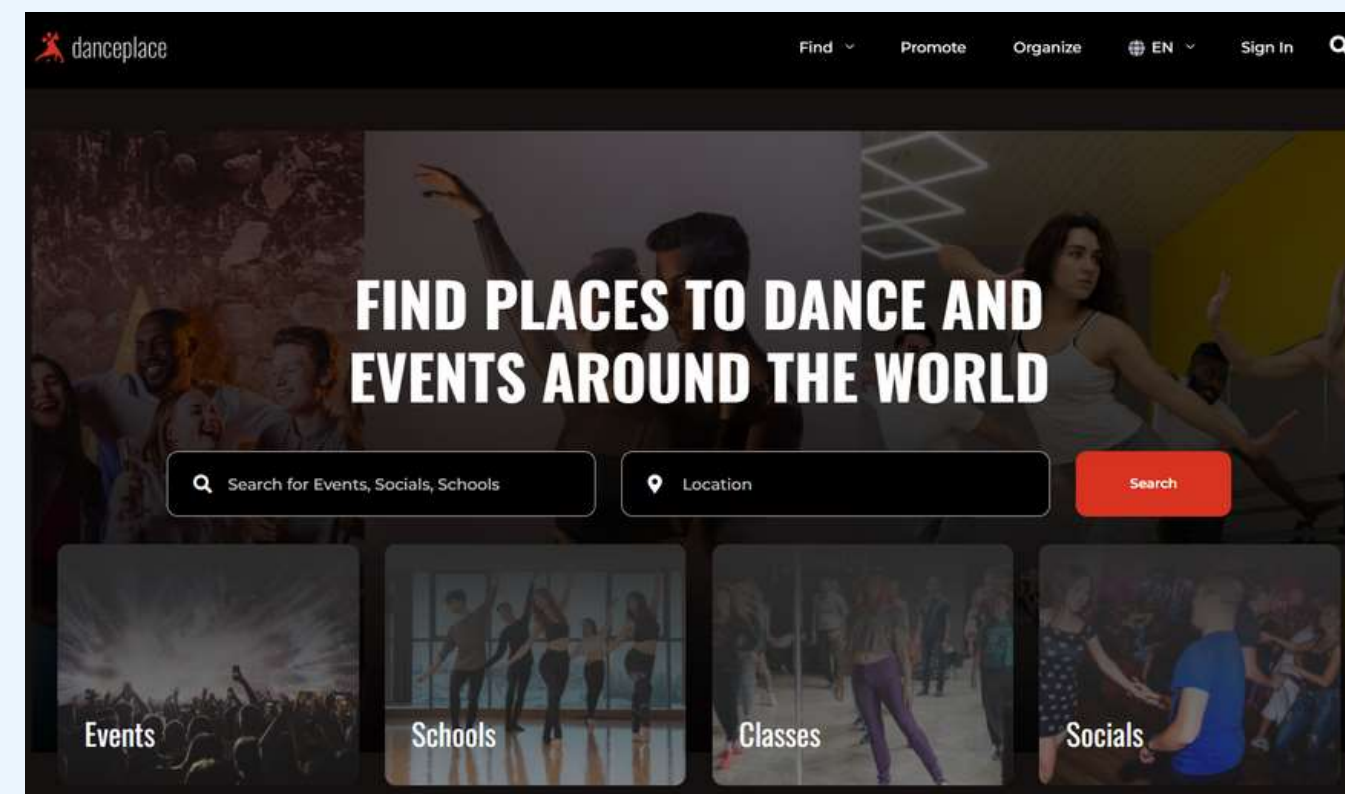 danceplace
Find Promote Organize EN Sign In
FIND PLACES TO DANCE AND
EVENTS AROUND THE WORLD
Search for Events, Socials, Schools Location Search
Events Schools Classes Socials